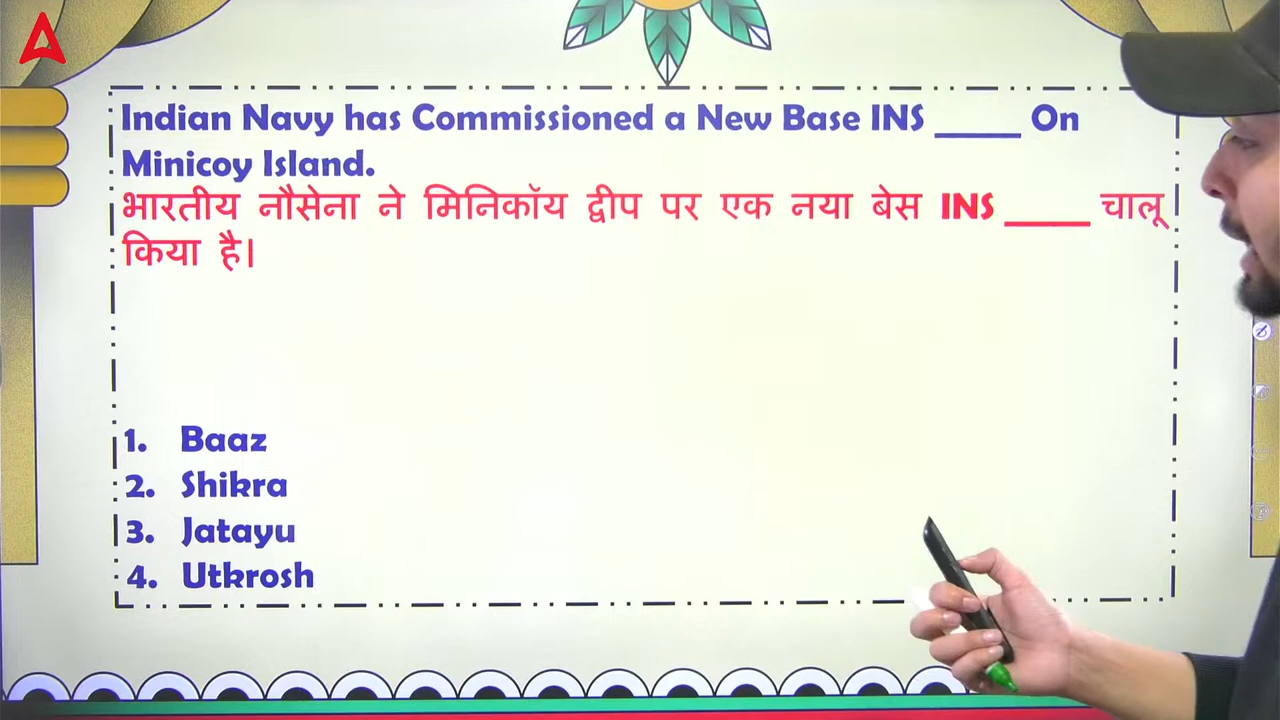 Indian Navy has Commissioned a New Base INS _____ On
Minicoy Island.
भारतीय नौसेना ने मिनिकॉय द्वीप पर एक नया बेस INS _____ चालू
किया है।
1. Baaz
2. Shikra
3. Jatayu
4. Utkrosh